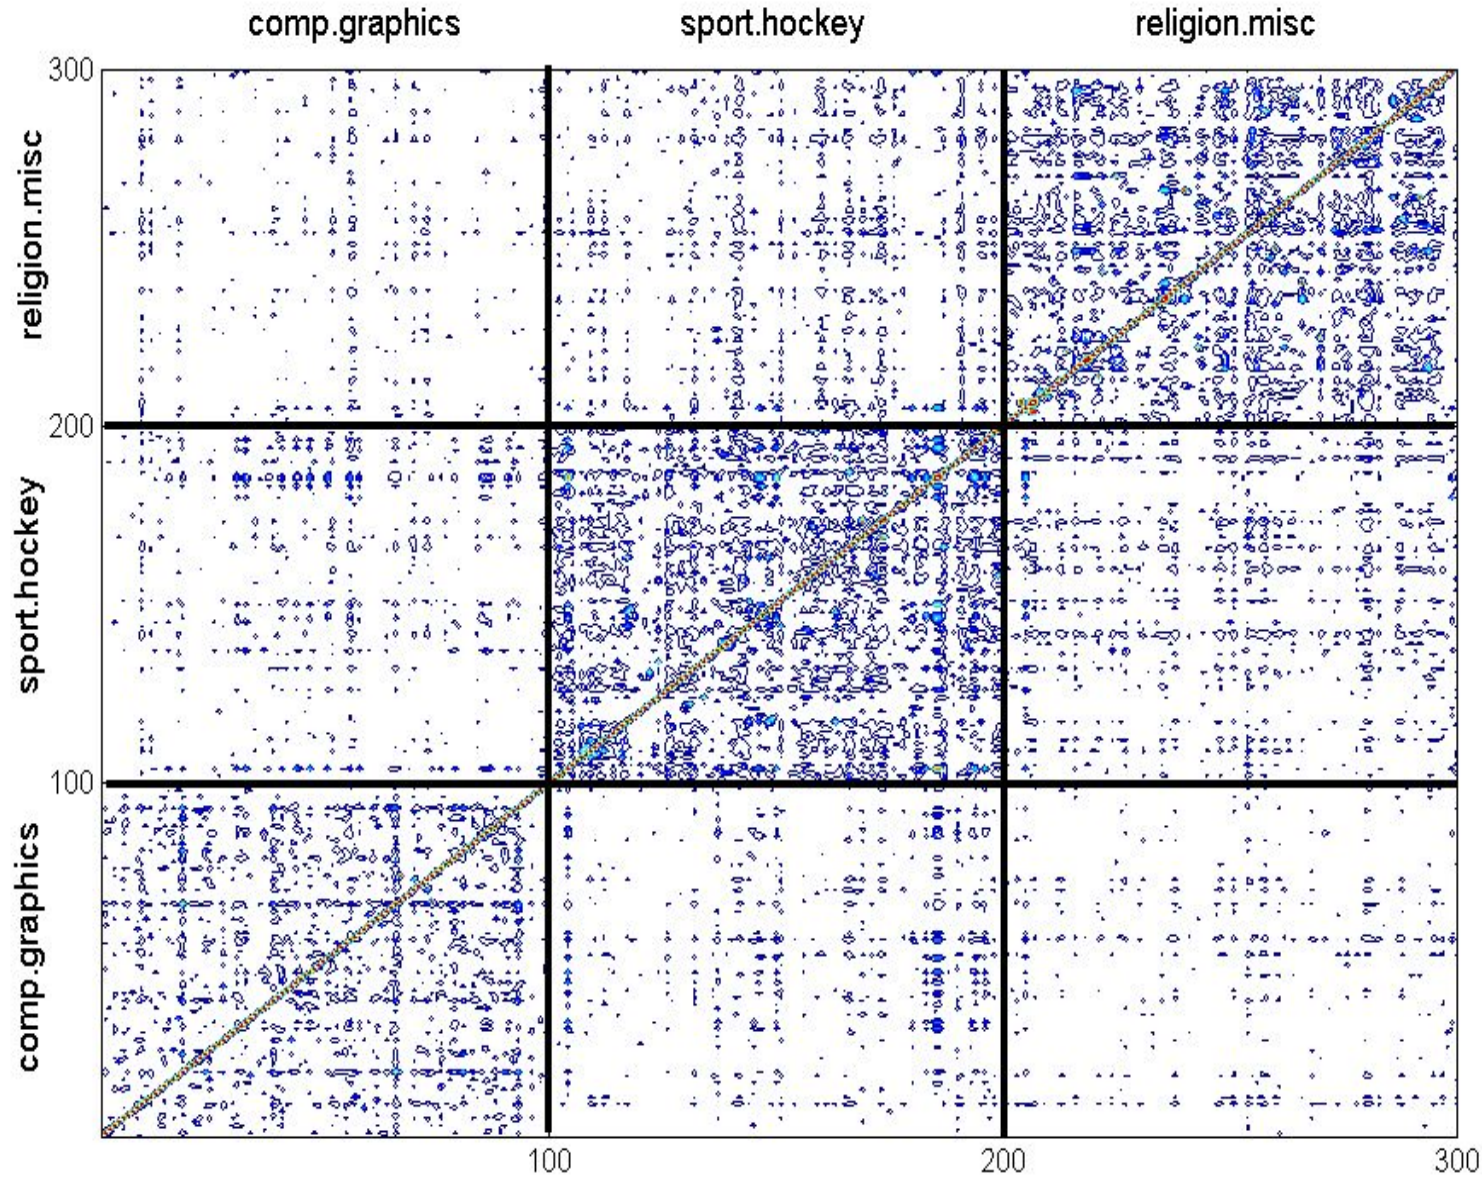 comp.graphics sport.hockey religion.misc
300
religion.misc
200
sport.hockey
100
comp.graphics
100 200 300